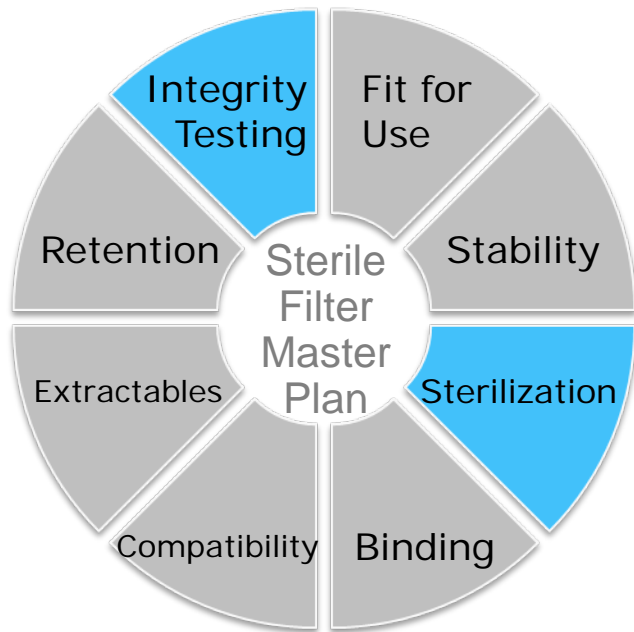 Integrity
Testing
Fit for
Use
Retention
Stability
Sterile
Filter
Master
Plan
Extractables
Sterilization
Compatibility
Binding